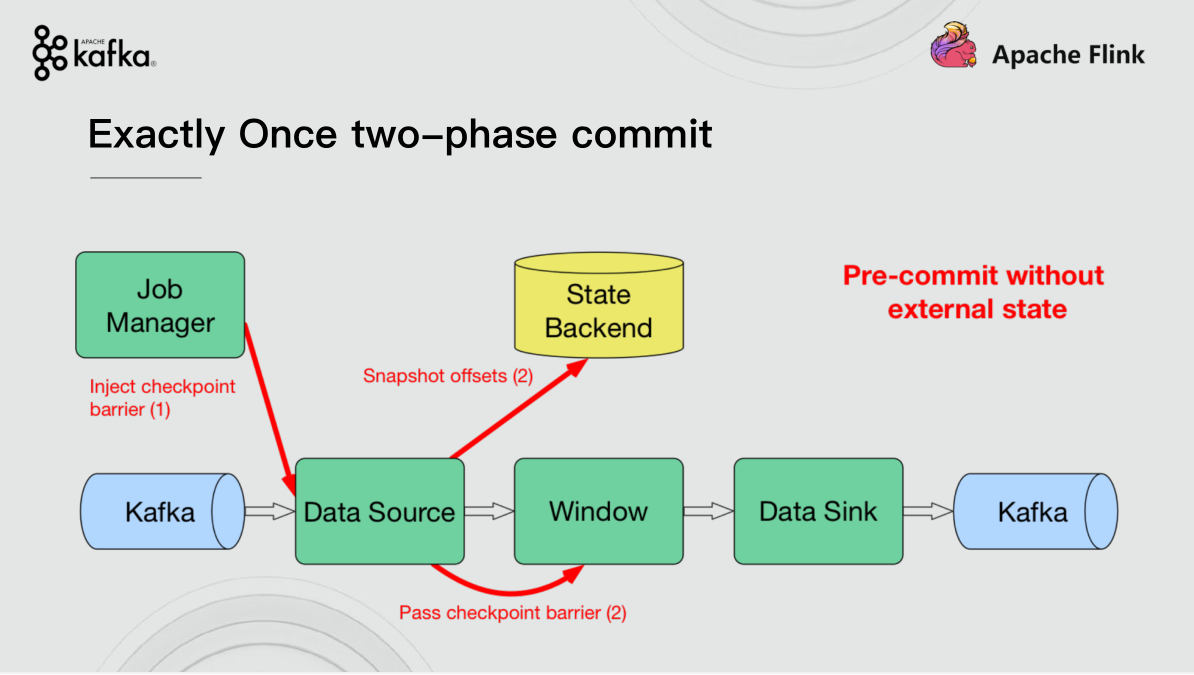 APACHE
kafka®
Apache Flink
Exactly Once two-phase commit
Job
Manager
State
Backend
Pre-commit without
external state
Inject checkpoint
barrier (1)
Snapshot offsets (2)
Kafka
Data Source
Window
Data Sink
Kafka
Pass checkpoint barrier (2)